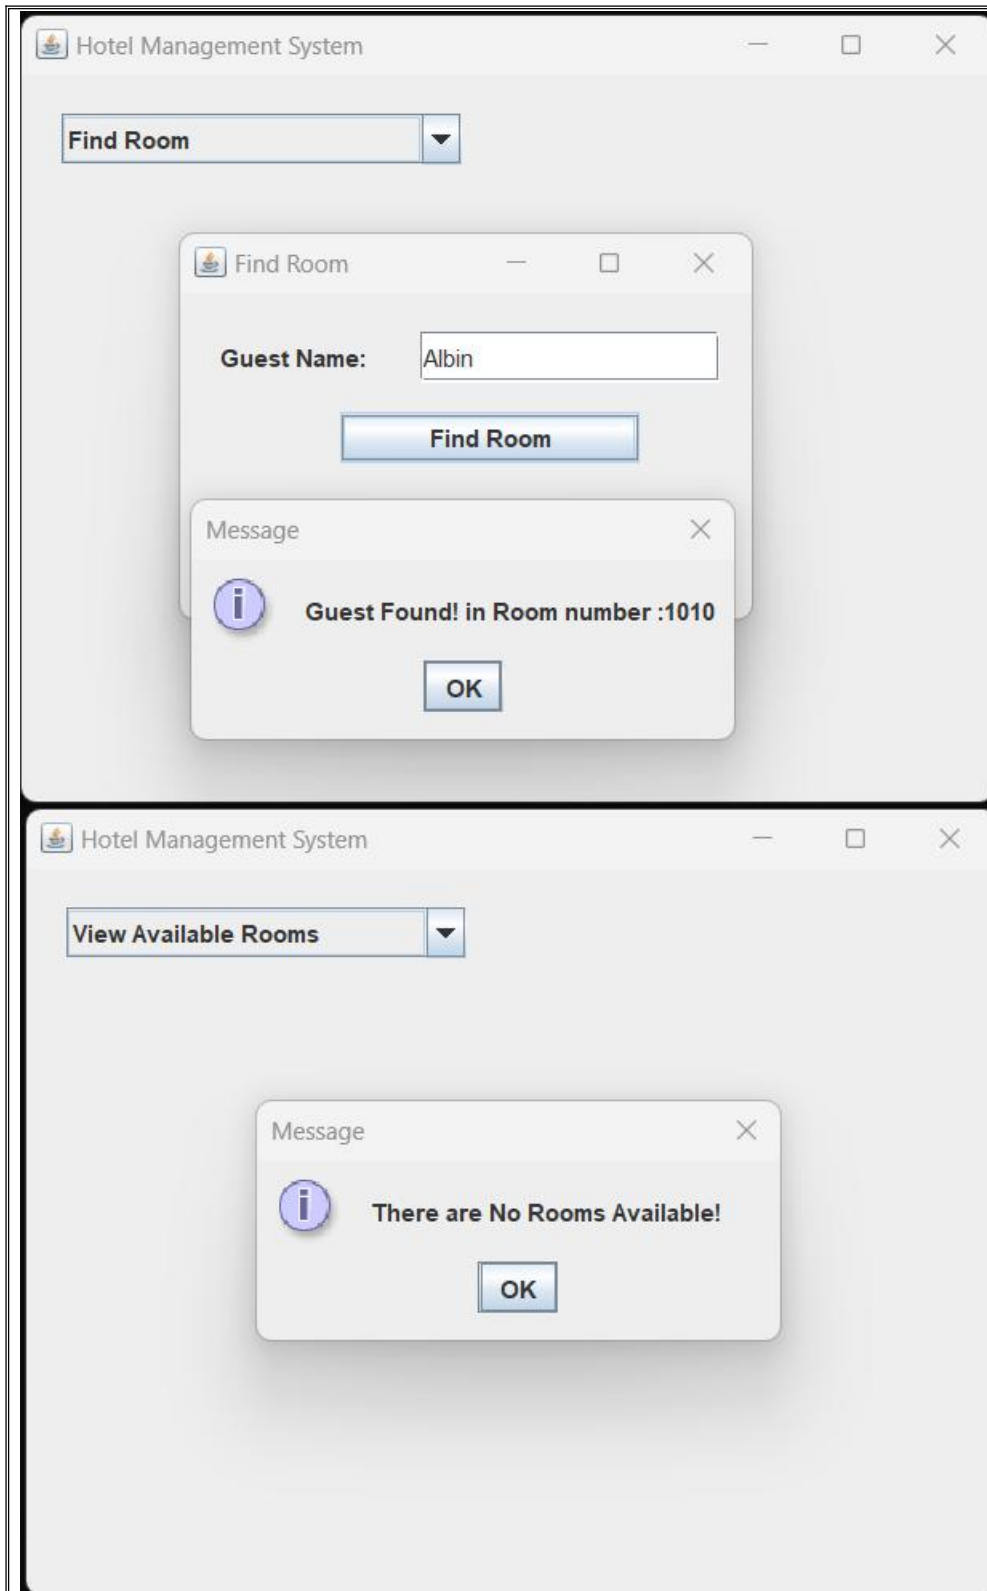 Hotel Management System
Find Room
Find Room
Guest Name: Albin
Find Room
Message
Guest Found! in Room number :1010
OK
Hotel Management System
View Available Rooms
Message
There are No Rooms Available!
OK